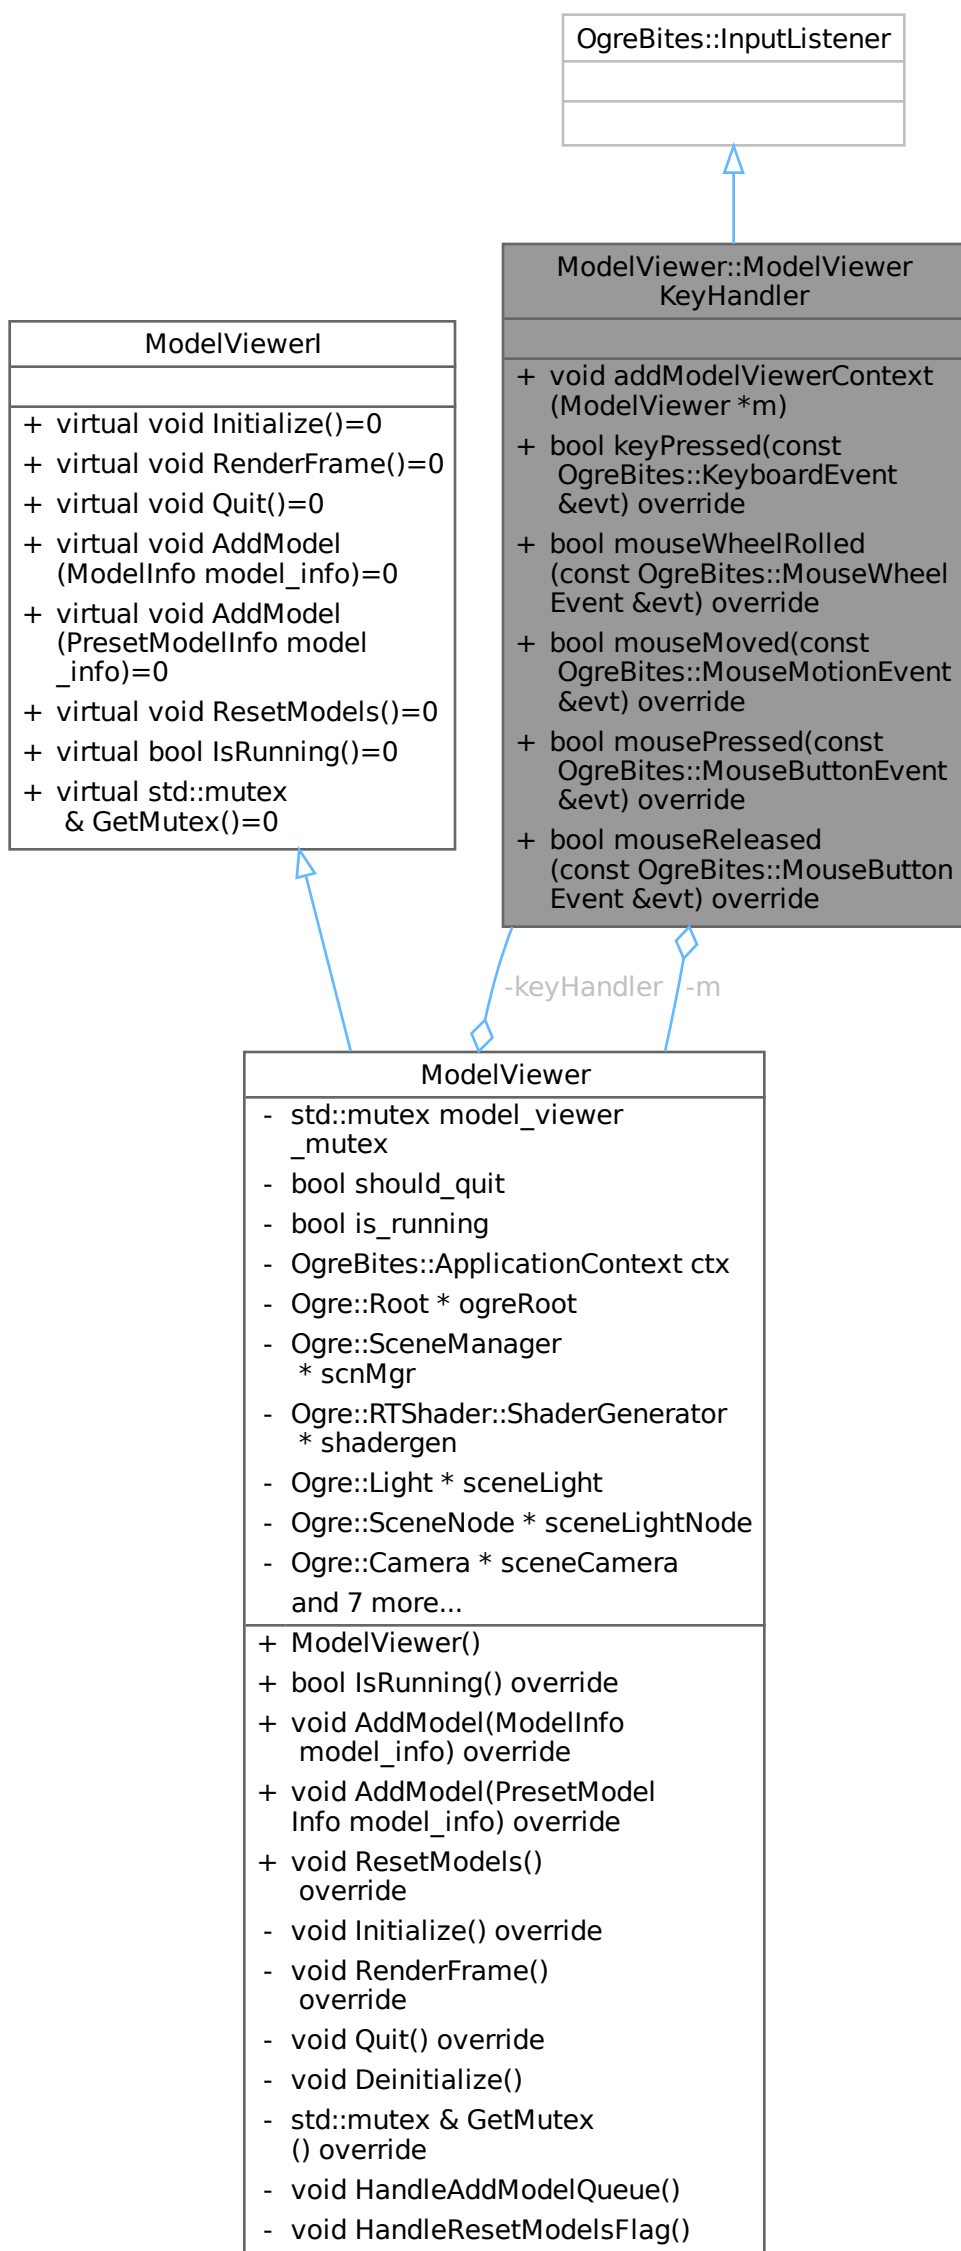 OgreBites::InputListener
ModelViewer::ModelViewer
KeyHandler
+ void addModelViewerContext
(ModelViewer *m)
+ bool keyPressed(const
OgreBites::KeyboardEvent
&evt) override
+ bool mouseWheelRolled
(const OgreBites::MouseWheel
Event &evt) override
+ bool mouseMoved(const
OgreBites::MouseMotionEvent
&evt) override
+ bool mousePressed(const
OgreBites::MouseButtonEvent
&evt) override
+ bool mouseReleased
(const OgreBites::MouseButton
Event &evt) override
ModelViewerI
+ virtual void Initialize()=0
+ virtual void RenderFrame()=0
+ virtual void Quit()=0
+ virtual void AddModel
(ModelInfo model_info)=0
+ virtual void AddModel
(PresetModelInfo model
_info)=0
+ virtual void ResetModels()=0
+ virtual bool IsRunning()=0
+ virtual std::mutex
& GetMutex()=0
-keyHandler
-m
ModelViewer
- std::mutex model_viewer
_mutex
- bool should_quit
- bool is_running
- OgreBites::ApplicationContext ctx
- Ogre::Root * ogreRoot
- Ogre::SceneManager
* scnMgr
- Ogre::RTShader::ShaderGenerator
* shadergen
- Ogre::Light * sceneLight
- Ogre::SceneNode * sceneLightNode
- Ogre::Camera * sceneCamera
and 7 more...
+ ModelViewer()
+ bool IsRunning() override
+ void AddModel(ModelInfo
model_info) override
+ void AddModel(PresetModel
Info model_info) override
+ void ResetModels()
override
- void Initialize() override
- void RenderFrame()
override
- void Quit() override
- void Deinitialize()
- std::mutex & GetMutex
() override
- void HandleAddModelQueue()
- void HandleResetModelsFlag()